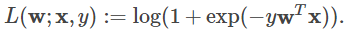 L(w; x, y) := log(1 + exp(−yw^T x)).